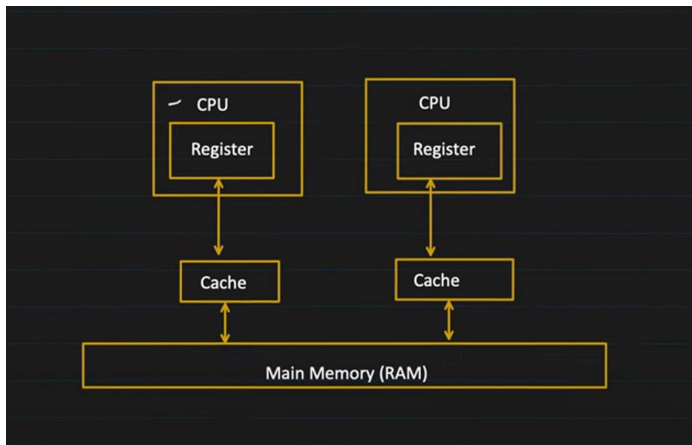 CPU
CPU
Register
Register
Cache
Cache
Main Memory (RAM)